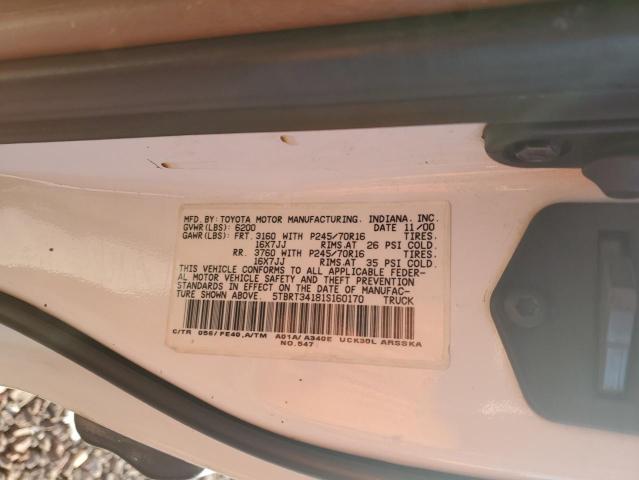 MFD. BY: TOYOTA MOTOR MANUFACTURING, INDIANA, INC.
GVWR(LBS): 6200 DATE 11/00
GAWR(LBS): FRT. 3160 WITH P245/70R16 TIRES,
16X7JJ RIMS,AT 26 PSI COLD.
RR. 3760 WITH P245/70R16 TIRES,
16X7JJ RIMS,AT 35 PSI COLD.
THIS VEHICLE CONFORMS TO ALL APPLICABLE FEDER-
AL MOTOR VEHICLE SAFETY AND THEFT PREVENTION
STANDARDS IN EFFECT ON THE DATE OF MANUFAC-
TURE SHOWN ABOVE. 5TBRT34181S160170 TRUCK
C/TR 056/FE40,A/TM A01A/A340E UCK30L ARSSKA
NO.547